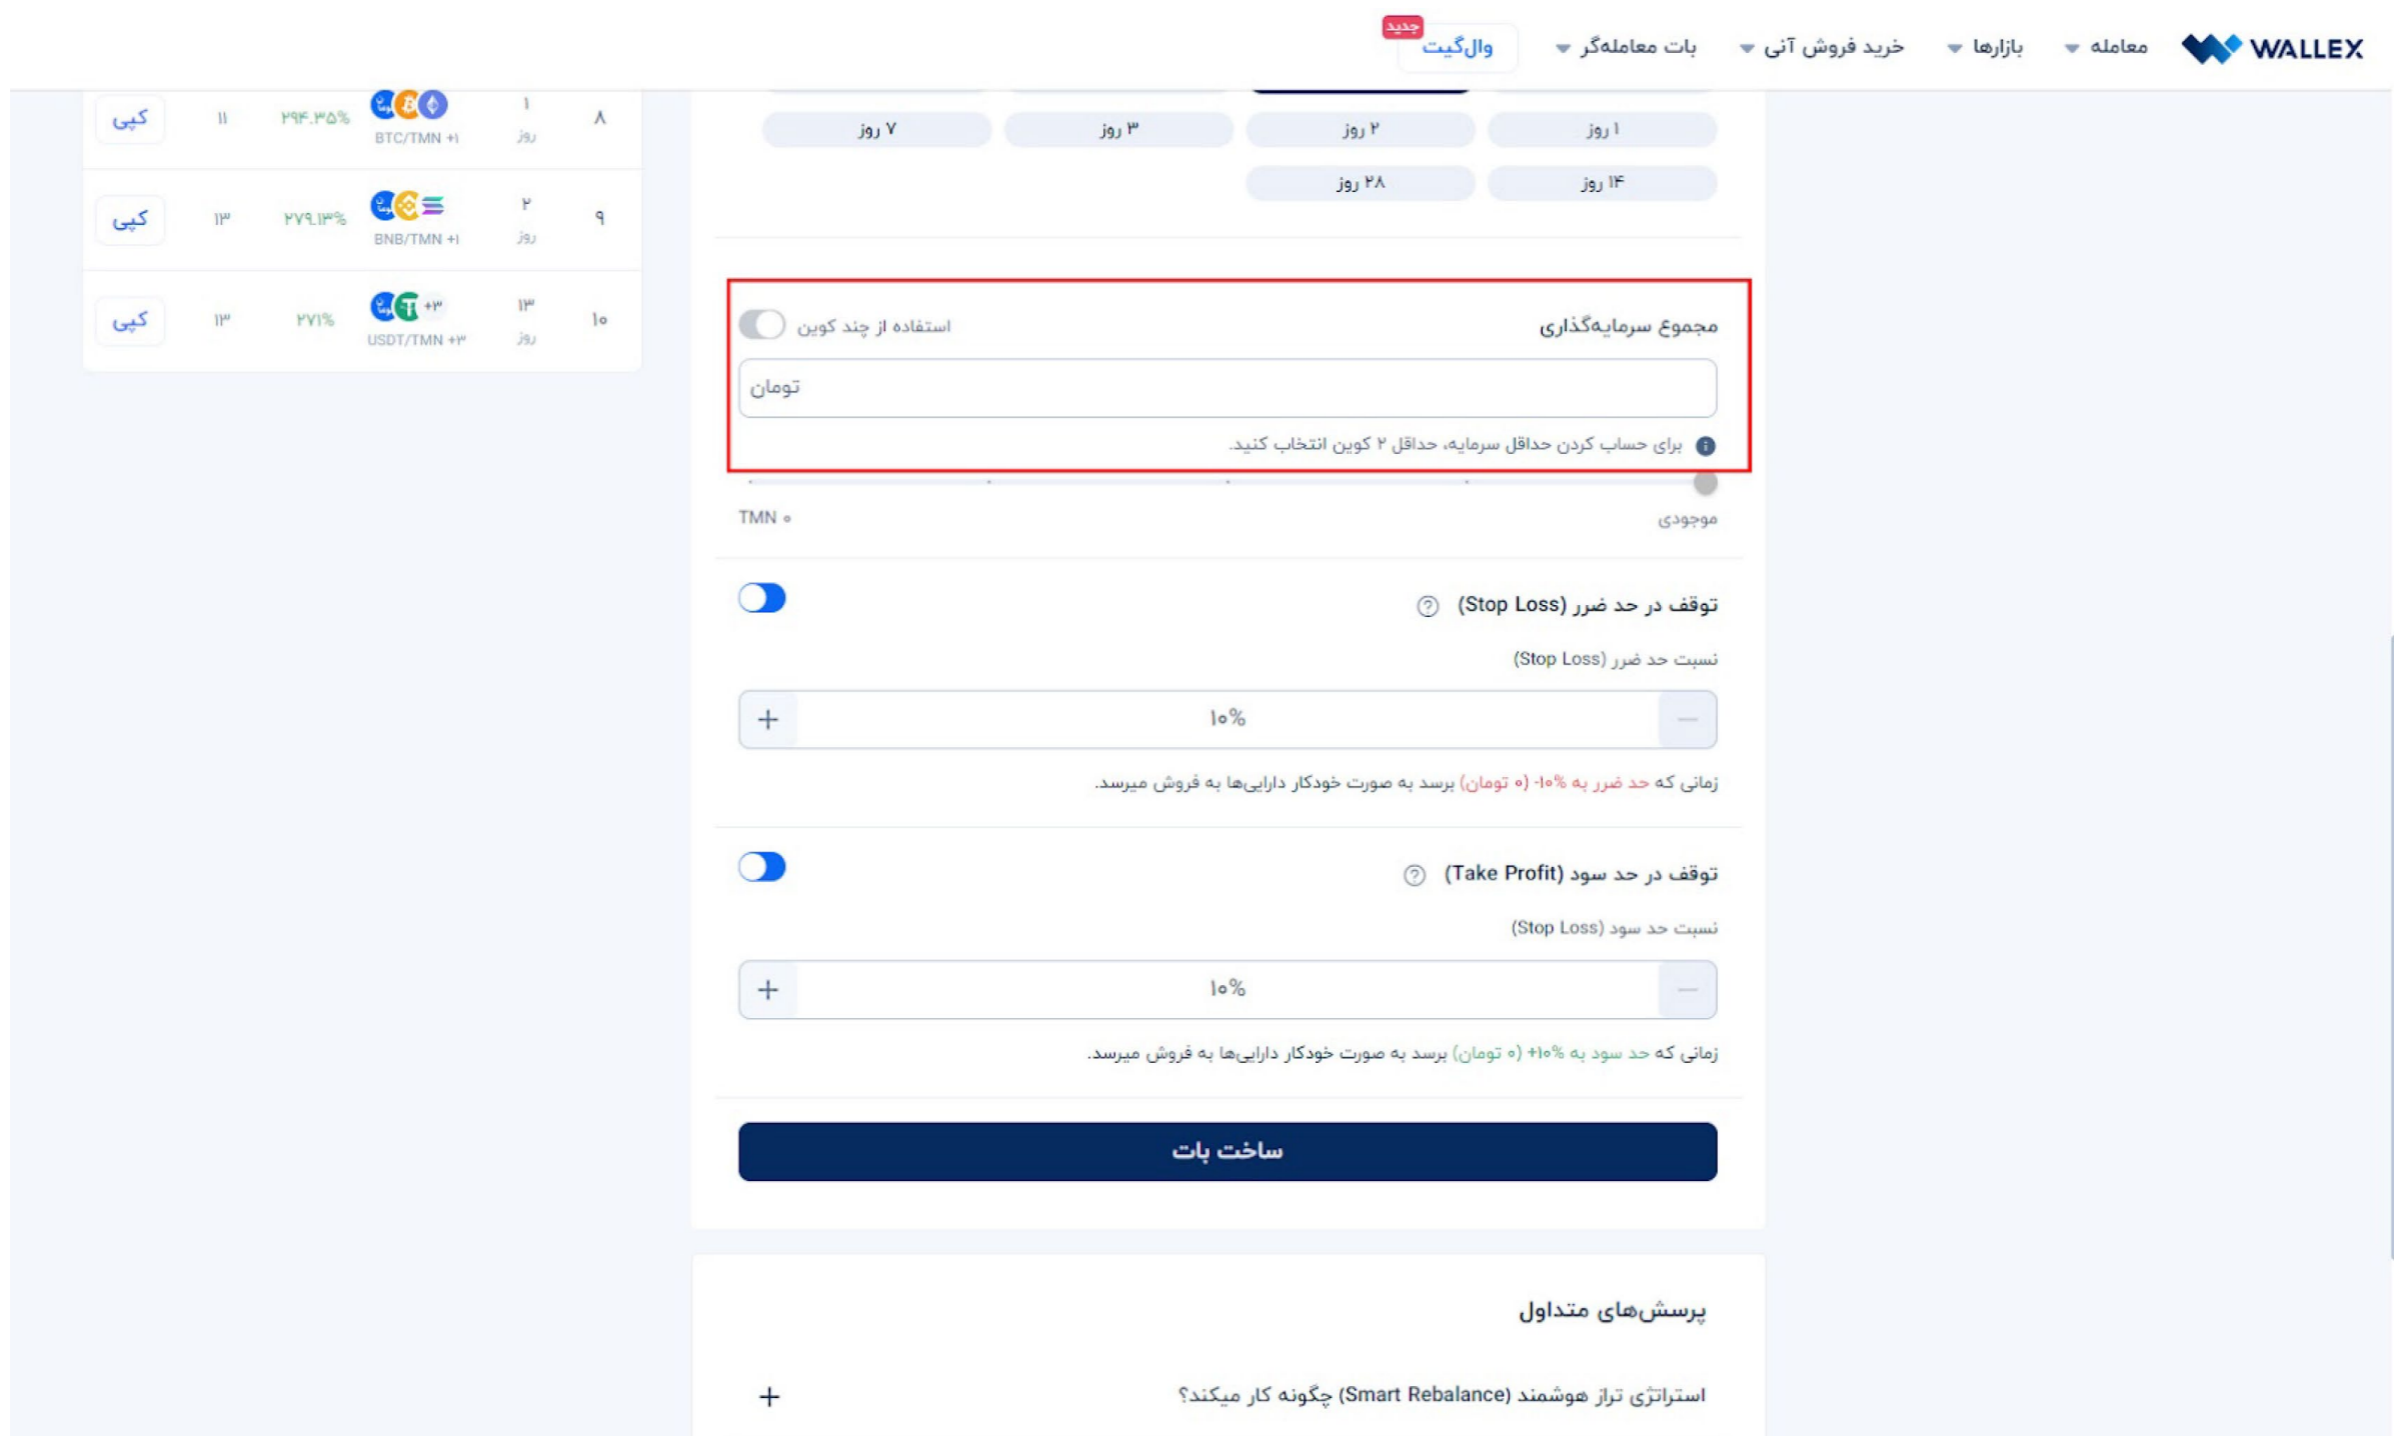 WALLEX معامله بازارها خرید فروش آنی بات معامله‌گر وال‌گیت جدید
۱ روز ۲ روز ۳ روز ۷ روز
۱۴ روز ۲۸ روز
مجموع سرمایه‌گذاری استفاده از چند کوین
تومان
برای حساب کردن حداقل سرمایه، حداقل ۲ کوین انتخاب کنید.
موجودی ۰ TMN
توقف در حد ضرر (Stop Loss)
نسبت حد ضرر (Stop Loss)
— ۱۰% +
زمانی که حد ضرر به ۱۰%- (۰ تومان) برسد به صورت خودکار دارایی‌ها به فروش میرسد.
توقف در حد سود (Take Profit)
نسبت حد سود (Stop Loss)
— ۱۰% +
زمانی که حد سود به ۱۰%+ (۰ تومان) برسد به صورت خودکار دارایی‌ها به فروش میرسد.
ساخت بات
پرسش‌های متداول
استراتژی تراز هوشمند (Smart Rebalance) چگونه کار میکند؟ +
۸ ۱ روز BTC/TMN +۱ ۲۹۴.۳۵% ۱۱ کپی
۹ ۲ روز BNB/TMN +۱ ۲۷۹.۱۳% ۱۳ کپی
۱۰ ۱۳ روز +۳ USDT/TMN +۳ ۲۷۱% ۱۳ کپی